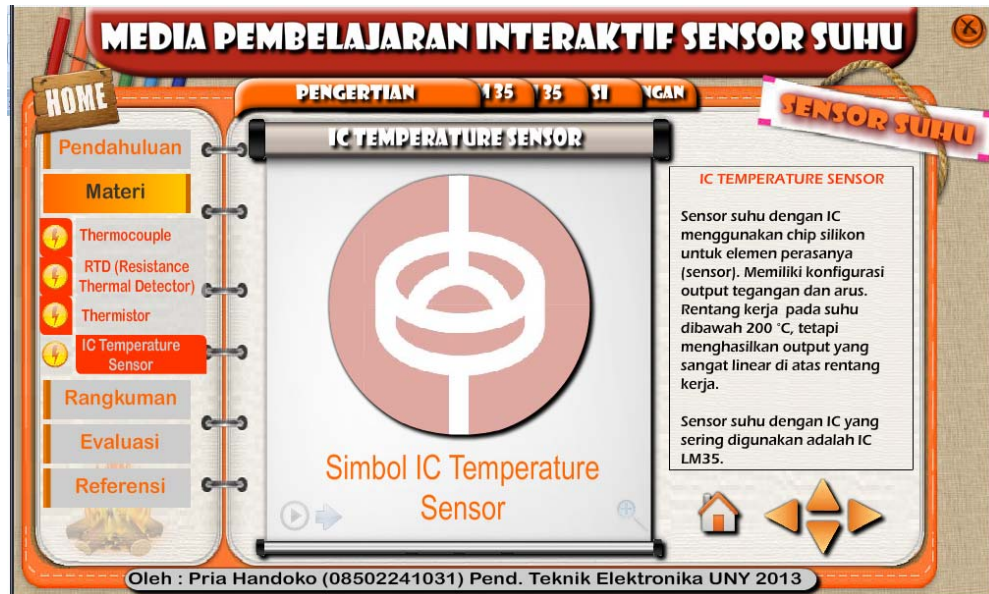 MEDIA PEMBELAJARAN INTERAKTIF SENSOR SUHU
HOME
PENGERTIAN
35
35
SI
NGAN
SENSOR SUHU
Pendahuluan
Materi
Thermocouple
RTD (Resistance
Thermal Detector)
Thermistor
IC Temperature
Sensor
Rangkuman
Evaluasi
Referensi
IC TEMPERATURE SENSOR
Simbol IC Temperature
Sensor
IC TEMPERATURE SENSOR
Sensor suhu dengan IC
menggunakan chip silikon
untuk elemen perasanya
(sensor). Memiliki konfigurasi
output tegangan dan arus.
Rentang kerja pada suhu
dibawah 200 °C, tetapi
menghasilkan output yang
sangat linear di atas rentang
kerja.
Sensor suhu dengan IC yang
sering digunakan adalah IC
LM35.
Oleh : Pria Handoko (08502241031) Pend. Teknik Elektronika UNY 2013